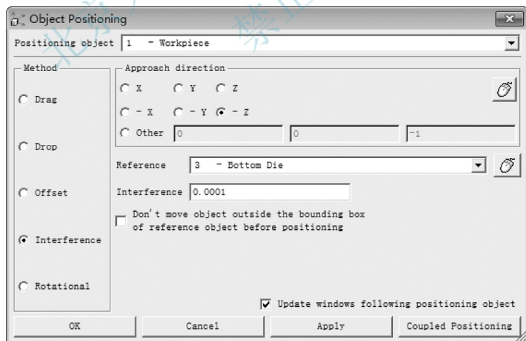 Object Positioning
Positioning object 1 - Workpiece
Method
Approach direction
Drag
X Y Z
- X - Y - Z
Other 0 0 -1
Drop
Reference 3 - Bottom Die
Offset
Interference 0.0001
Don't move object outside the bounding box
of reference object before positioning
Interference
Rotational
Update windows following positioning object
OK Cancel Apply Coupled Positioning